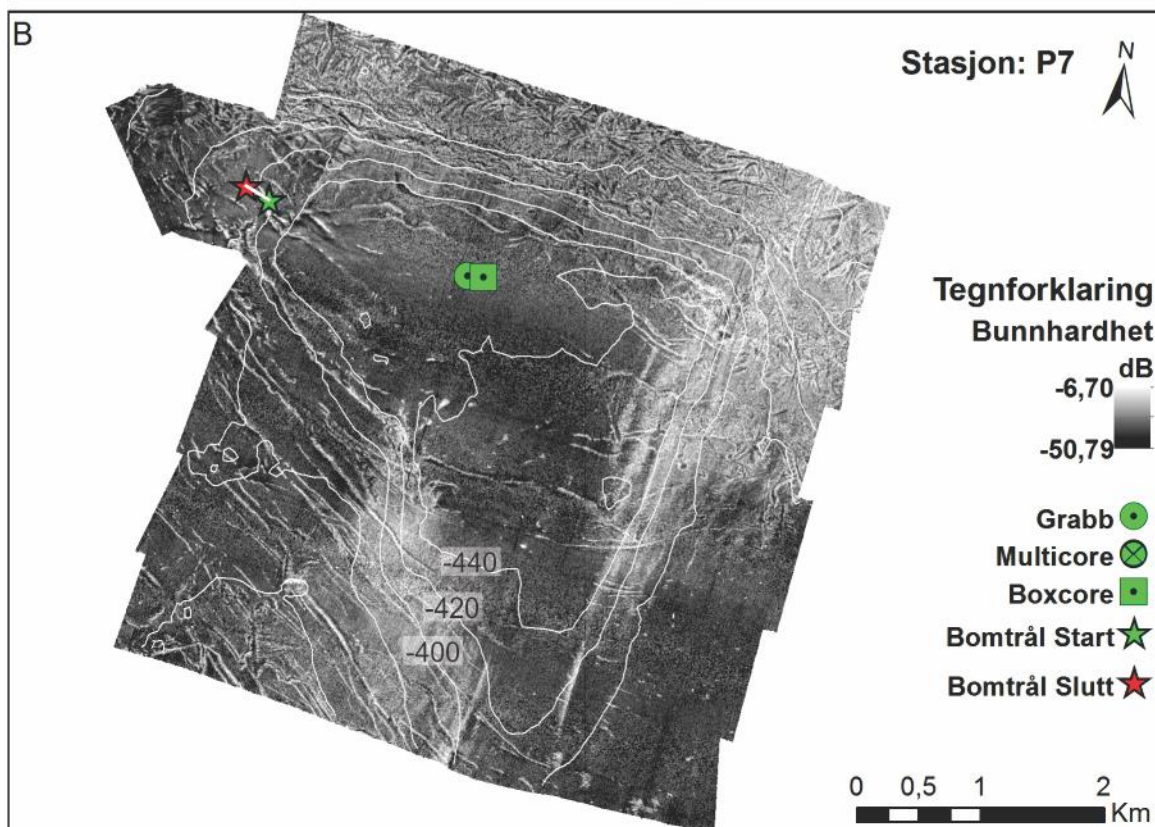 B
Stasjon: P7
N
Tegnforklaring
Bunnhardhet
dB
-6,70
-50,79
Grabb
Multicore
Boxcore
Bomtrål Start
Bomtrål Slutt
-440
-420
-400
0 0,5 1 2
Km